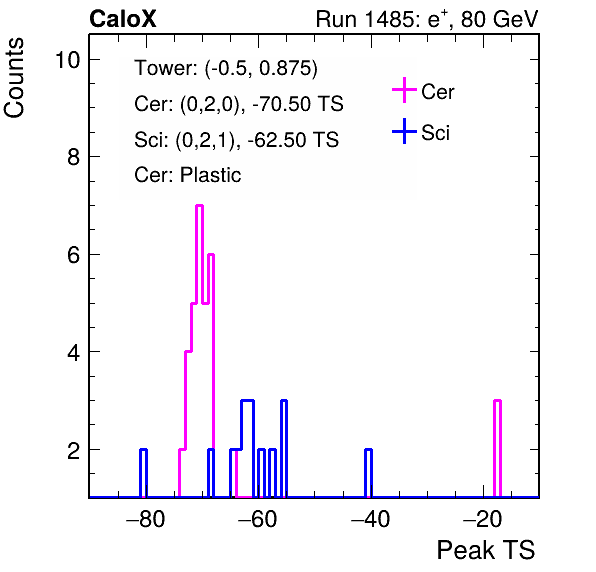 CaloX Run 1485: e⁺, 80 GeV
Counts
Tower: (-0.5, 0.875)
Cer: (0,2,0), -70.50 TS
Sci: (0,2,1), -62.50 TS
Cer: Plastic
Cer
Sci
10
8
6
4
2
−80 −60 −40 −20
Peak TS